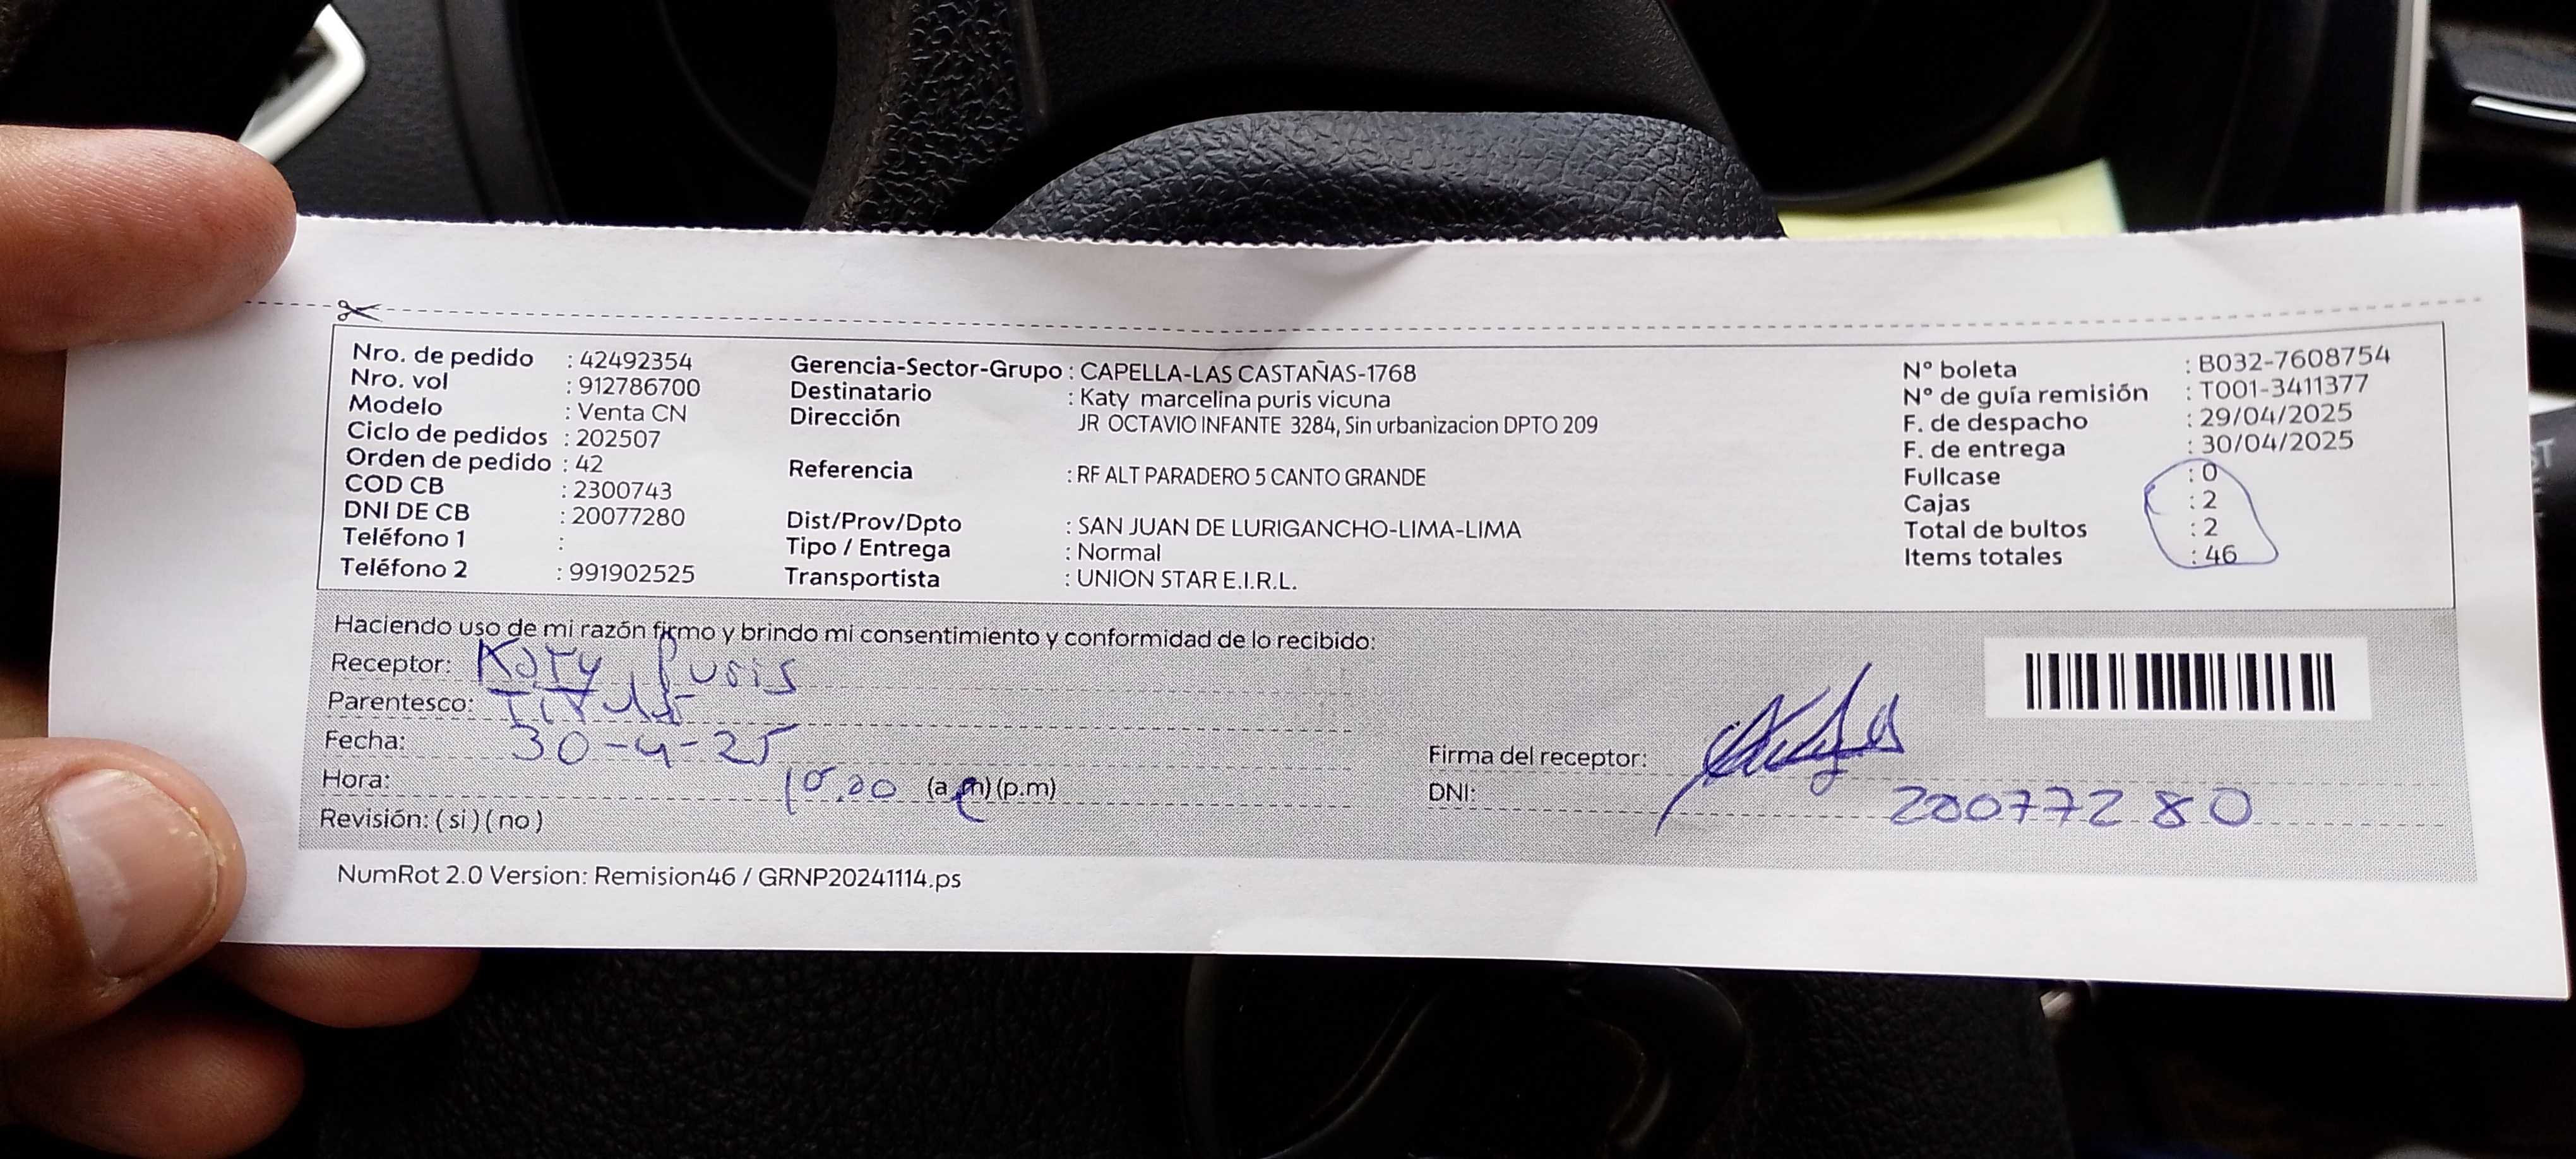 Nro. de pedido : 42492354
Nro. vol : 912786700
Modelo : Venta CN
Ciclo de pedidos : 202507
Orden de pedido : 42
COD CB : 2300743
DNI DE CB : 20077280
Teléfono 1 :
Teléfono 2 : 991902525
Gerencia-Sector-Grupo : CAPELLA-LAS CASTAÑAS-1768
Destinatario : Katy marcelina puris vicuna
Dirección JR OCTAVIO INFANTE 3284, Sin urbanizacion DPTO 209
Referencia : RF ALT PARADERO 5 CANTO GRANDE
Dist/Prov/Dpto : SAN JUAN DE LURIGANCHO-LIMA-LIMA
Tipo / Entrega : Normal
Transportista : UNION STAR E.I.R.L.
N° boleta : B032-7608754
N° de guía remisión : T001-3411377
F. de despacho : 29/04/2025
F. de entrega : 30/04/2025
Fullcase : 0
Cajas : 2
Total de bultos : 2
Items totales : 46
Haciendo uso de mi razón firmo y brindo mi consentimiento y conformidad de lo recibido:
Receptor: Katy Puris
Parentesco:
Fecha: 30-4-25
Hora: (a.m) (p.m)
Revisión: ( si ) ( no )
Firma del receptor:
DNI: 20077280
NumRot 2.0 Version: Remision46 / GRNP20241114.ps